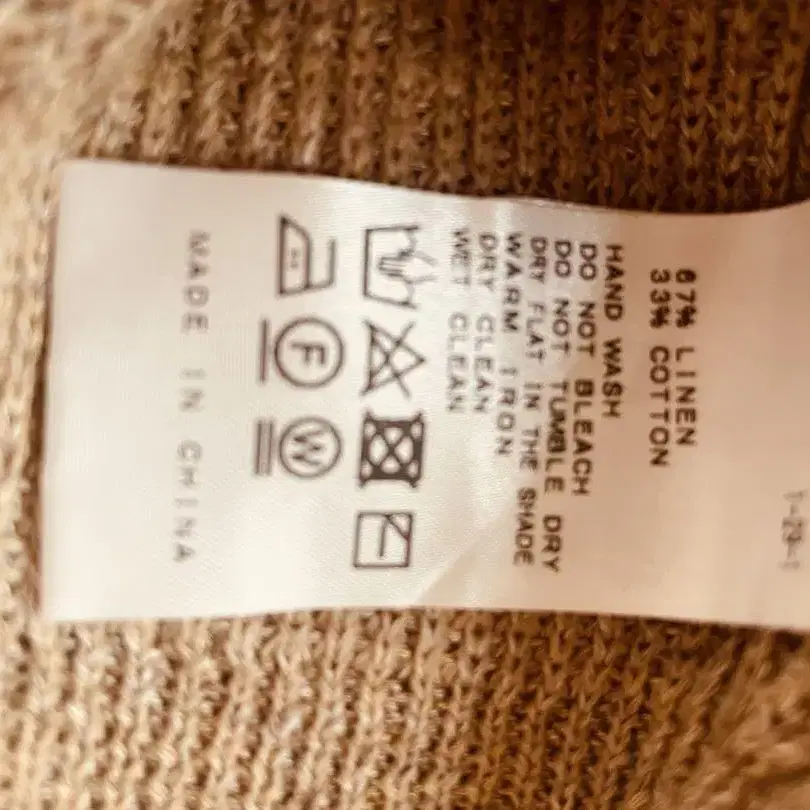 67% LINEN
33% COTTON
HAND WASH
DO NOT BLEACH
DO NOT TUMBLE DRY
DRY FLAT IN THE SHADE
WARM IRON
DRY CLEAN
WET CLEAN
F W
MADE IN CHINA